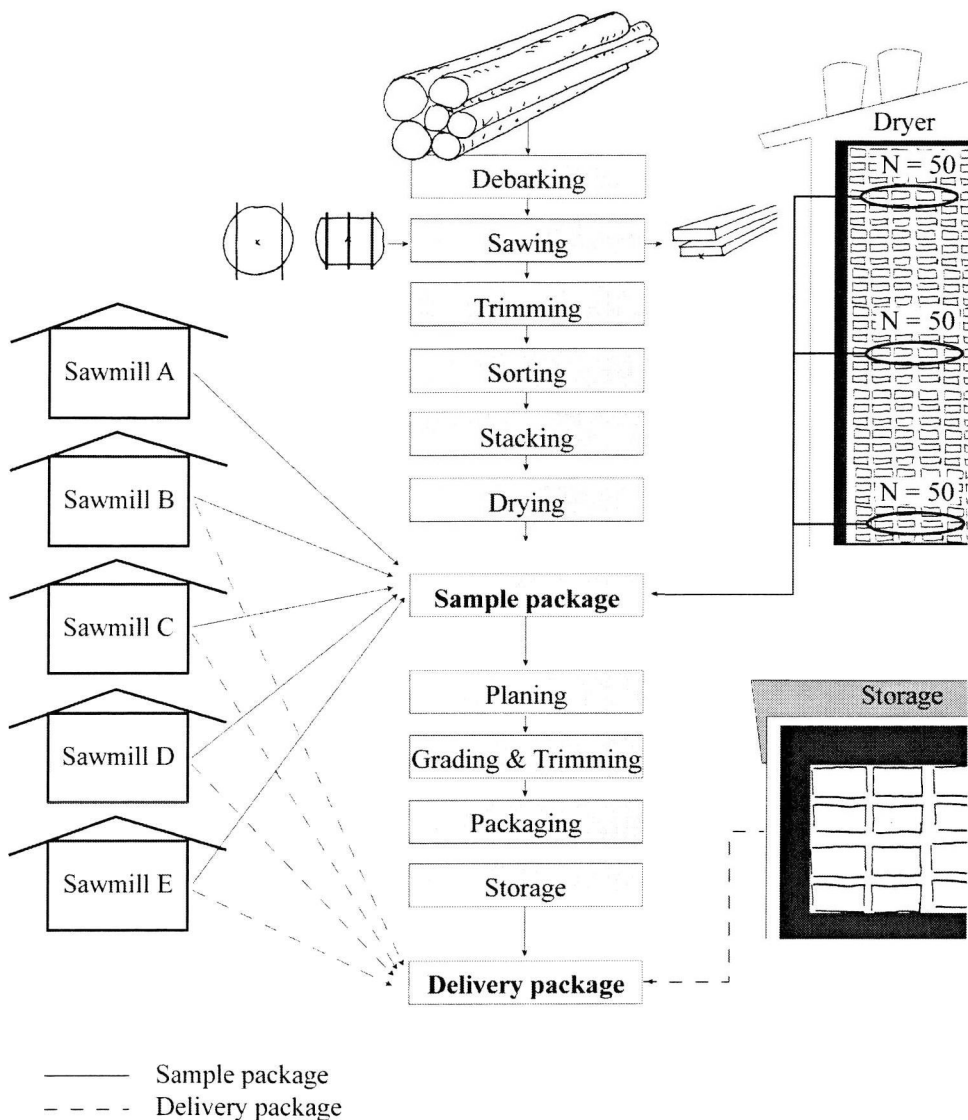 Debarking
Sawing
Trimming
Sorting
Stacking
Drying
Sample package
Planing
Grading & Trimming
Packaging
Storage
Delivery package
Sawmill A
Sawmill B
Sawmill C
Sawmill D
Sawmill E
Dryer
N = 50
N = 50
N = 50
Storage
Sample package
Delivery package